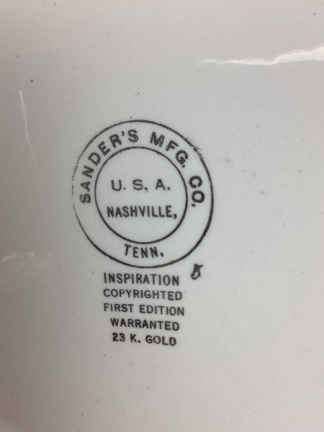 SANDER'S MFG. CO.
U. S. A.
NASHVILLE,
TENN.
INSPIRATION
COPYRIGHTED
FIRST EDITION
WARRANTED
23 K. GOLD